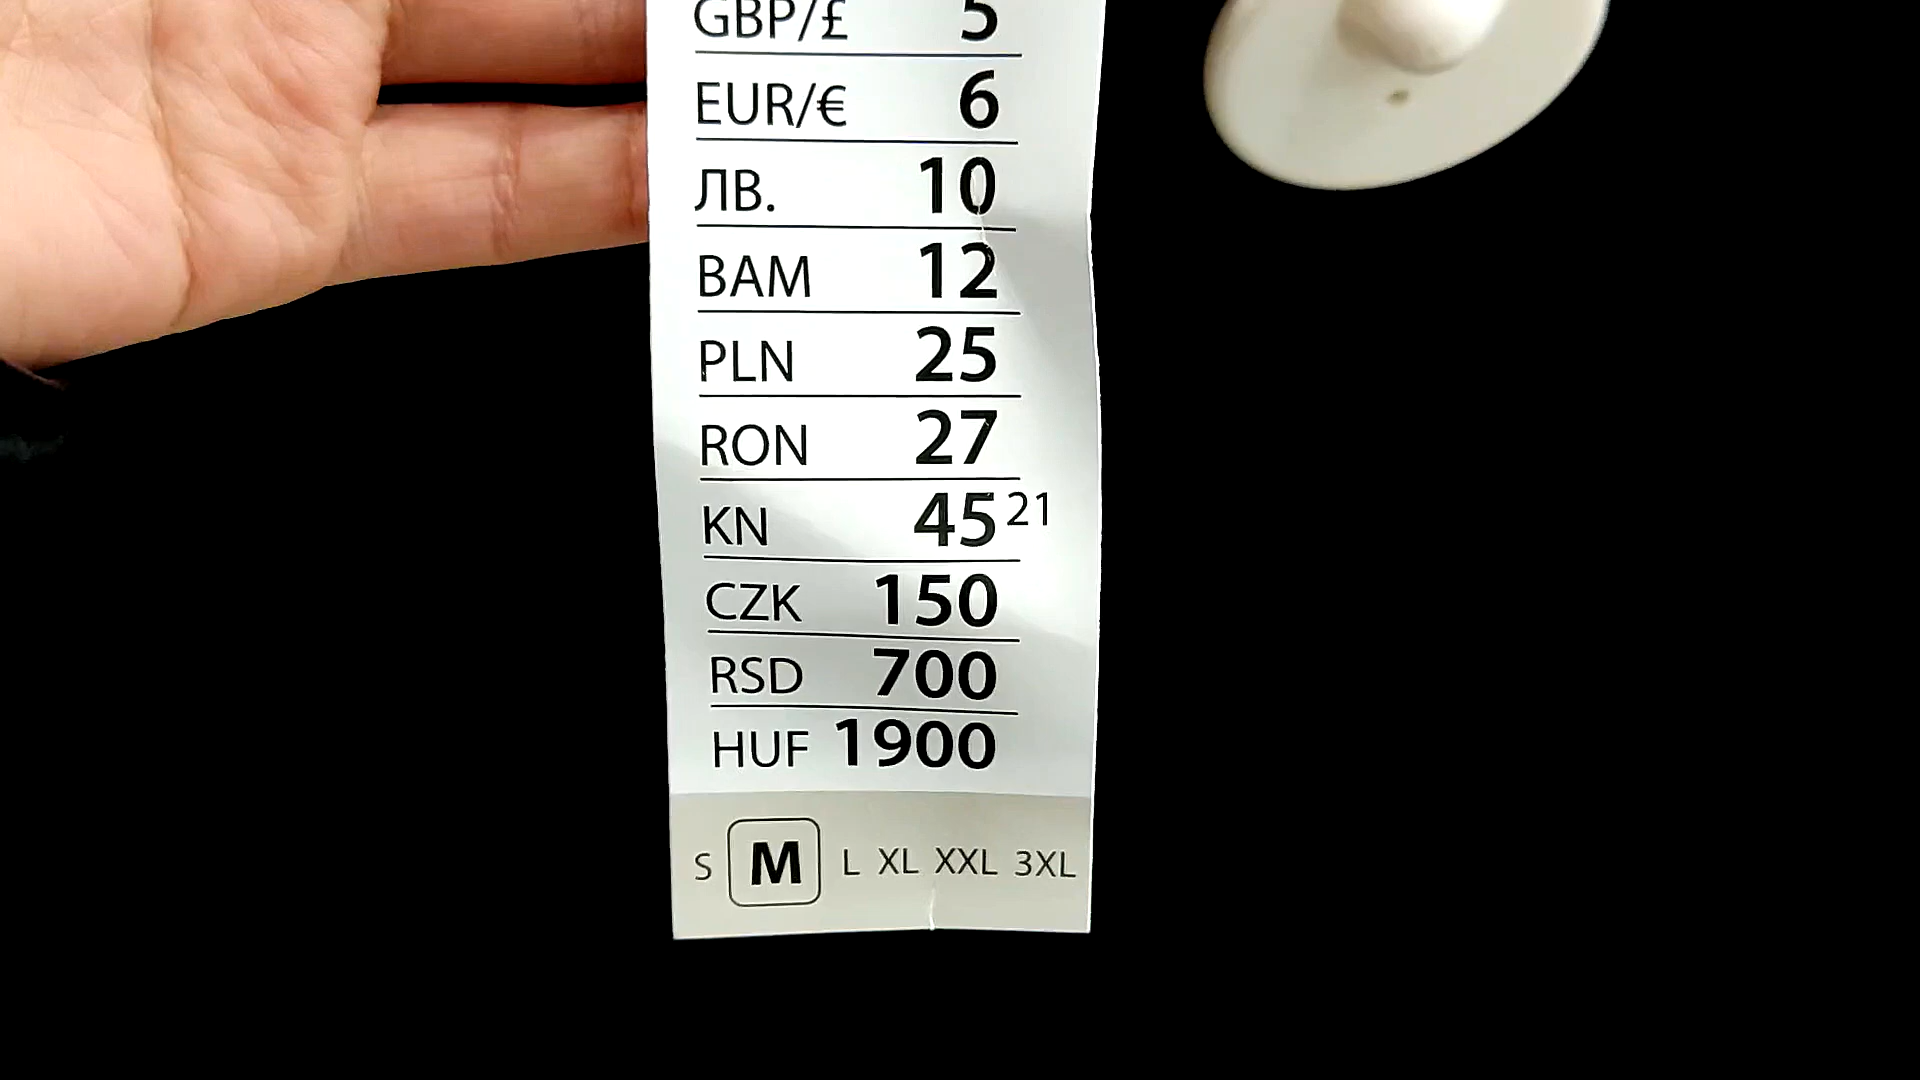 GBP/£ 5
EUR/€ 6
ЛВ. 10
BAM 12
PLN 25
RON 27
KN 45 21
CZK 150
RSD 700
HUF 1900
S M L XL XXL 3XL